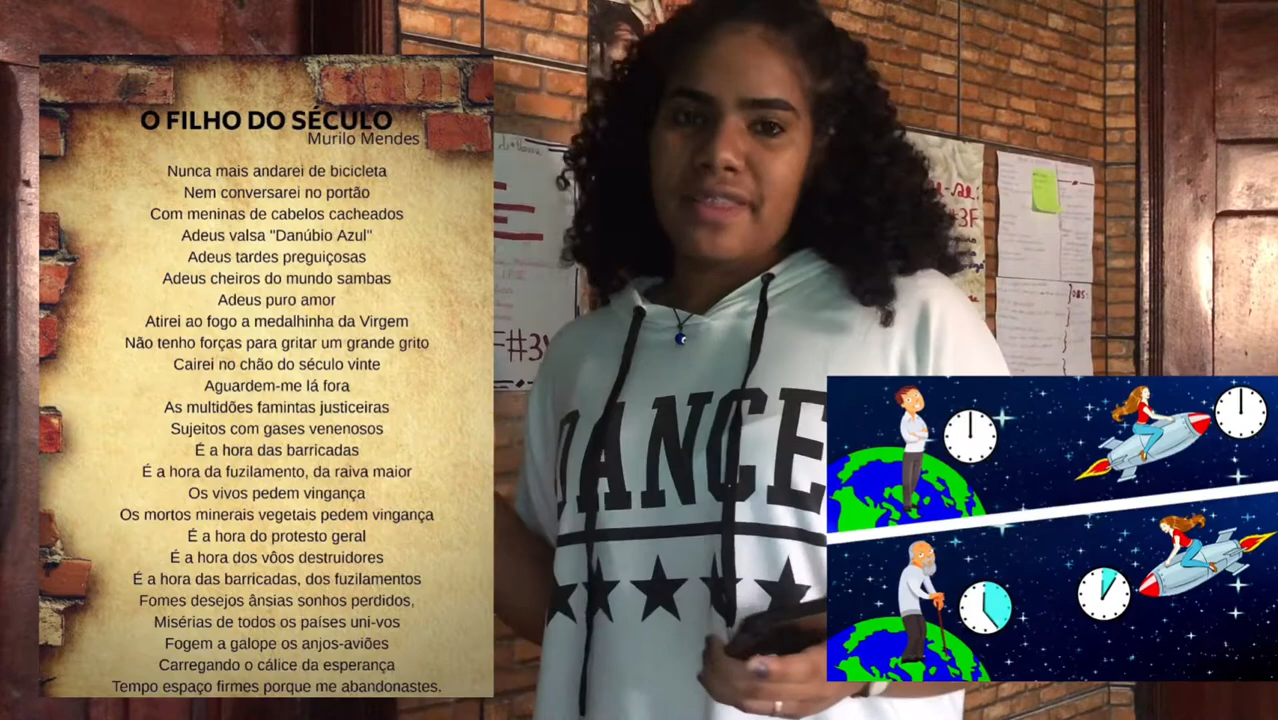 O FILHO DO SÉCULO
Murilo Mendes
Nunca mais andarei de bicicleta
Nem conversarei no portão
Com meninas de cabelos cacheados
Adeus valsa "Danúbio Azul"
Adeus tardes preguiçosas
Adeus cheiros do mundo sambas
Adeus puro amor
Atirei ao fogo a medalhinha da Virgem
Não tenho forças para gritar um grande grito
Cairei no chão do século vinte
Aguardem-me lá fora
As multidões famintas justiceiras
Sujeitos com gases venenosos
É a hora das barricadas
É a hora da fuzilamento, da raiva maior
Os vivos pedem vingança
Os mortos minerais vegetais pedem vingança
É a hora do protesto geral
É a hora dos vôos destruidores
É a hora das barricadas, dos fuzilamentos
Fomes desejos ânsias sonhos perdidos,
Misérias de todos os países uni-vos
Fogem a galope os anjos-aviões
Carregando o cálice da esperança
Tempo espaço firmes porque me abandonastes.
DANCE
#3F